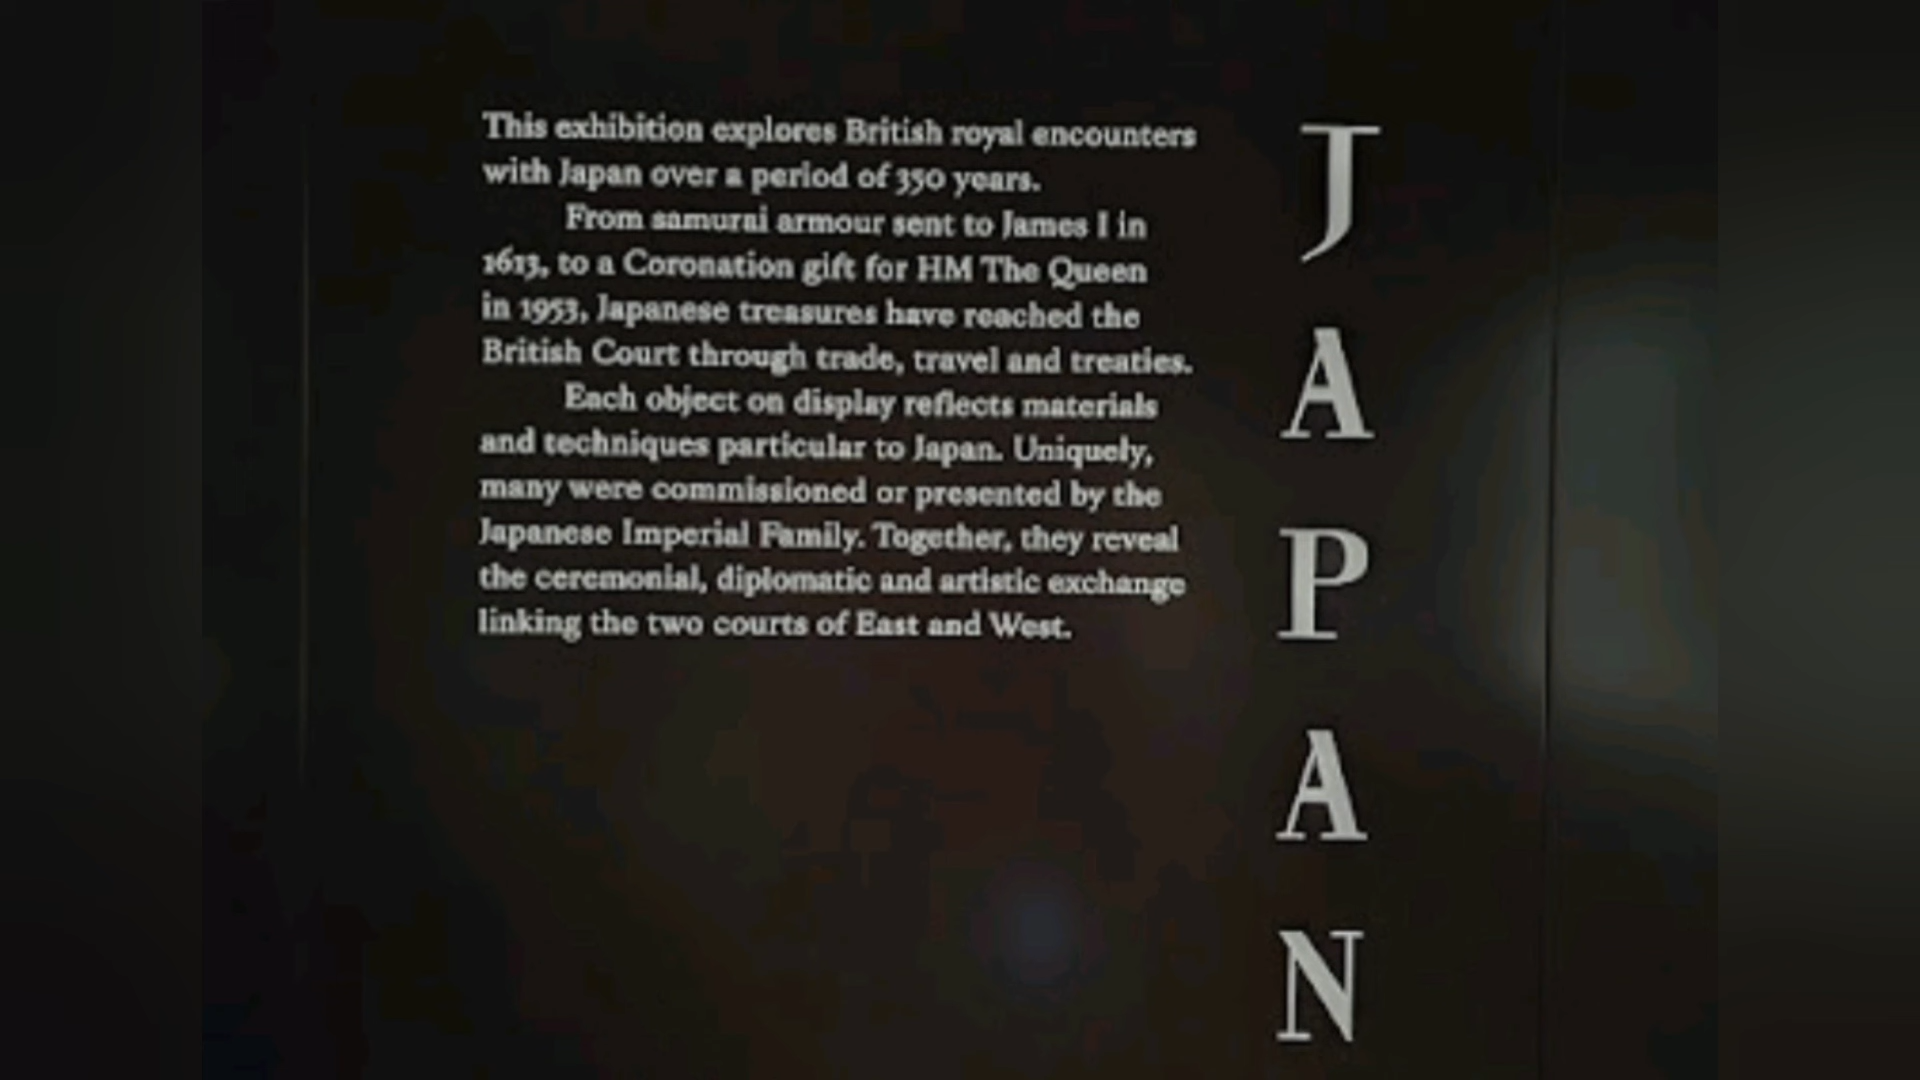 This exhibition explores British royal encounters
with Japan over a period of 350 years.
From samurai armour sent to James I in
1613, to a Coronation gift for HM The Queen
in 1953, Japanese treasures have reached the
British Court through trade, travel and treaties.
Each object on display reflects materials
and techniques particular to Japan. Uniquely,
many were commissioned or presented by the
Japanese Imperial Family. Together, they reveal
the ceremonial, diplomatic and artistic exchange
linking the two courts of East and West.
JAPAN